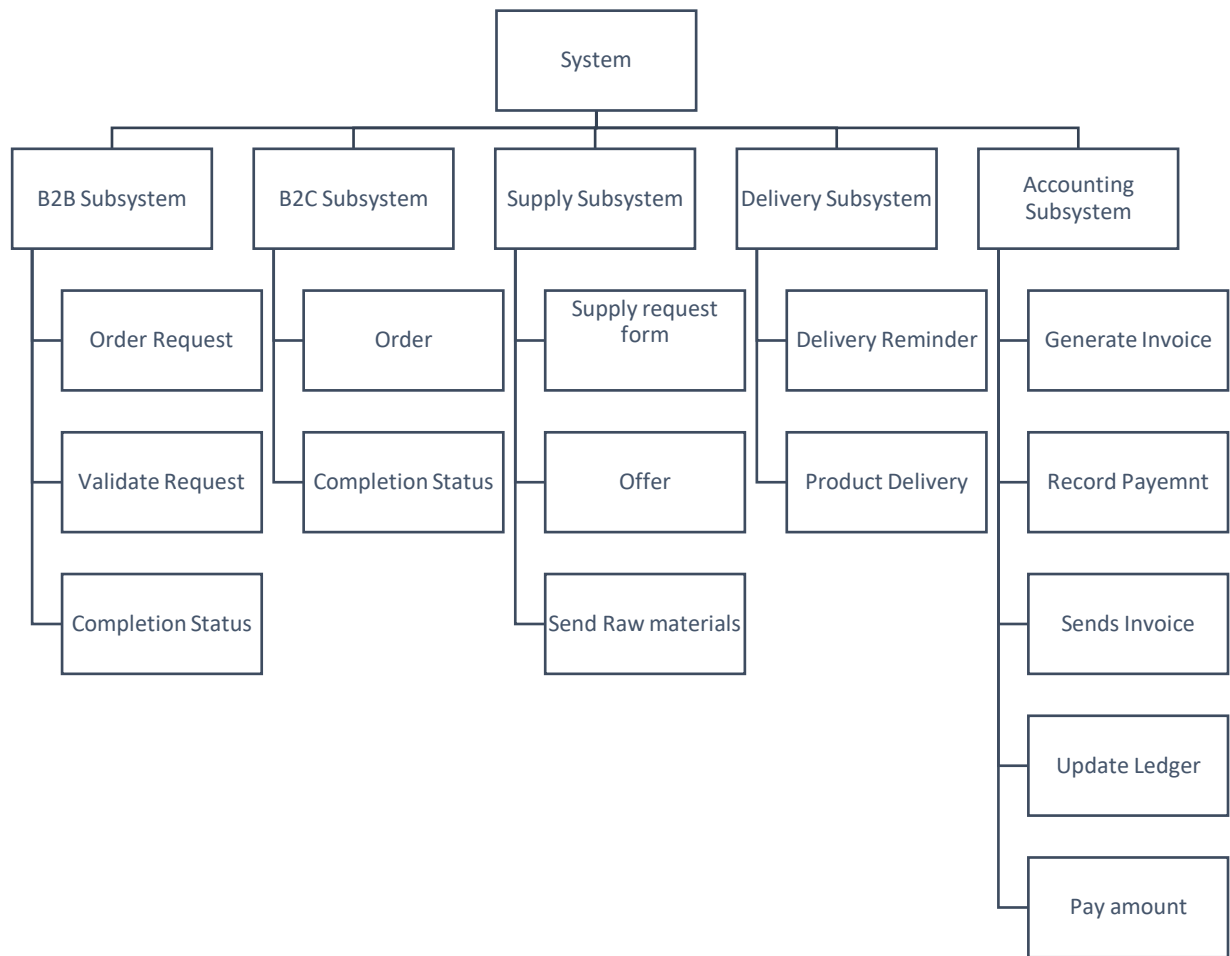 System
B2B Subsystem
B2C Subsystem
Supply Subsystem
Delivery Subsystem
Accounting
Subsystem
Order Request
Order
Supply request
form
Delivery Reminder
Generate Invoice
Validate Request
Completion Status
Offer
Product Delivery
Record Payemnt
Completion Status
Send Raw materials
Sends Invoice
Update Ledger
Pay amount